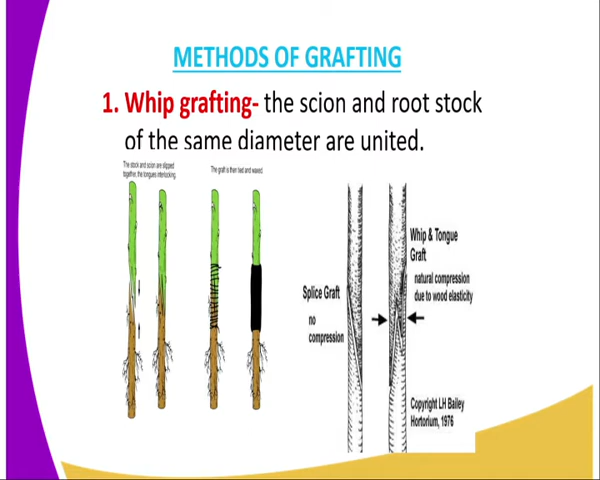 METHODS OF GRAFTING
1. Whip grafting- the scion and root stock
of the same diameter are united.
The stock and scion are slipped
together, the tongues interlocking.
The graft is then tied and waxed.
Splice Graft
no
compression
Whip & Tongue
Graft
natural compression
due to wood elasticity
Copyright LH Bailey
Hortorium, 1976